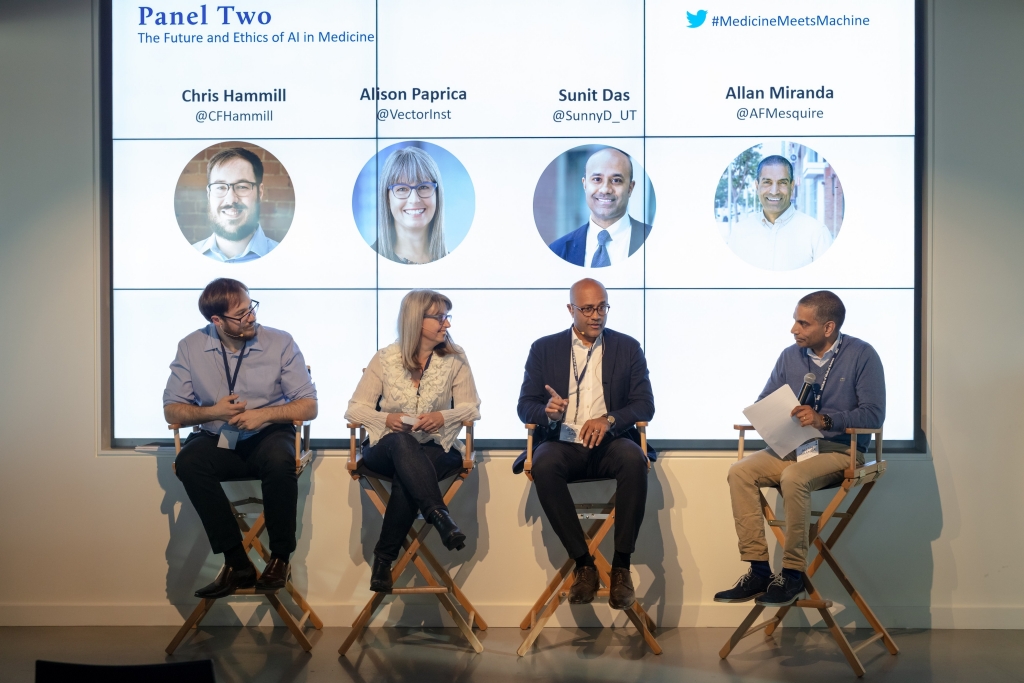 Panel Two
The Future and Ethics of AI in Medicine
#MedicineMeetsMachine
Chris Hammill
@CFHammill
Alison Paprica
@VectorInst
Sunit Das
@SunnyD_UT
Allan Miranda
@AFMesquire